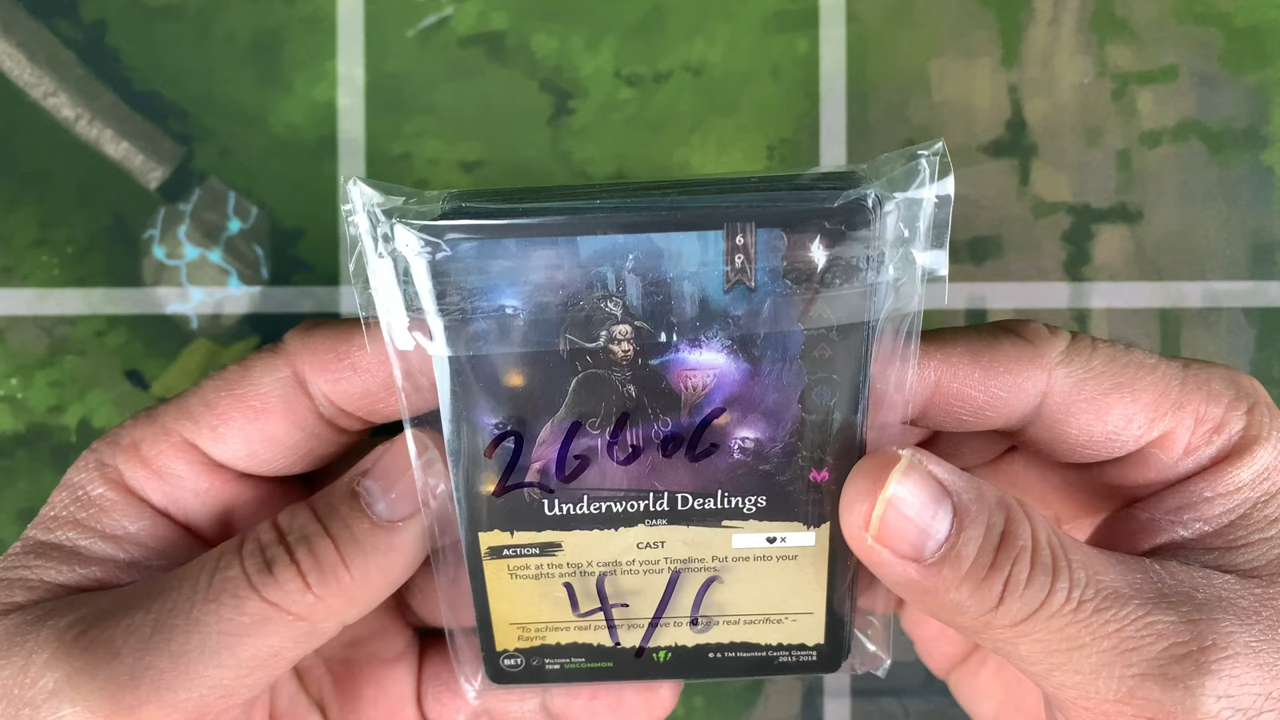 6
26606
Underworld Dealings
DARK
ACTION
CAST
X
Look at the top X cards of your Timeline. Put one into your
Thoughts and the rest into your Memories.
4/6
"To achieve real power you have to make a real sacrifice." ~
Rayne
BET
UNCOMMON
© & TM Haunted Castle Gaming
2015-2018